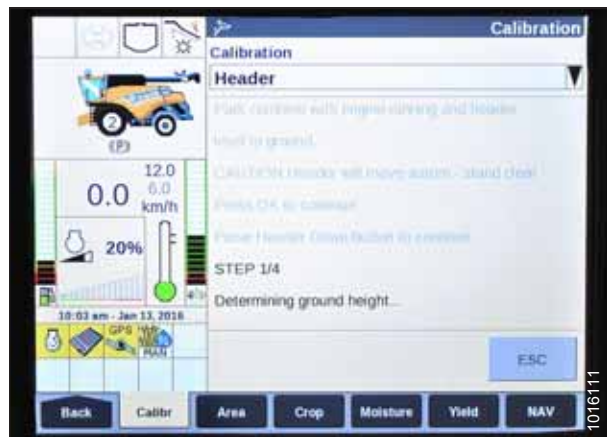 Calibration
Calibration
Header
Park combine with engine running and header
level to ground.
CAUTION Header will move autom.- stand clear
Press OK to continue
Press Header Down button to continue
STEP 1/4
Determining ground height...
ESC
2
(P)
12.0
0.0 6.0
km/h
20%
10:03 am - Jan 13, 2016
GPS
MAN
Back Calibr Area Crop Moisture Yield NAV
1016111